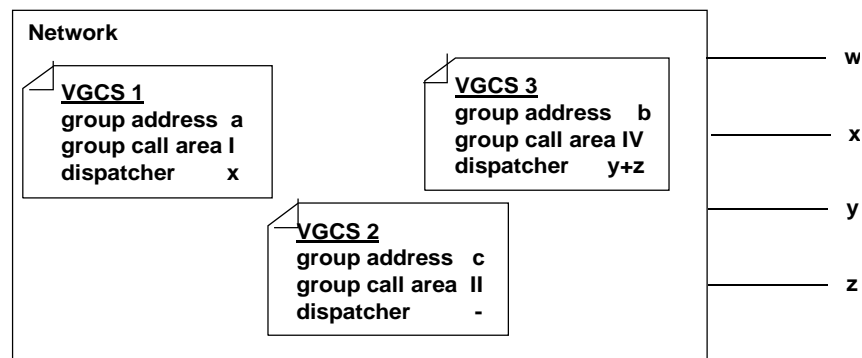 Network
VGCS 1
group address a
group call area I
dispatcher x
VGCS 3
group address b
group call area IV
dispatcher y+z
VGCS 2
group address c
group call area II
dispatcher -
w
x
y
z